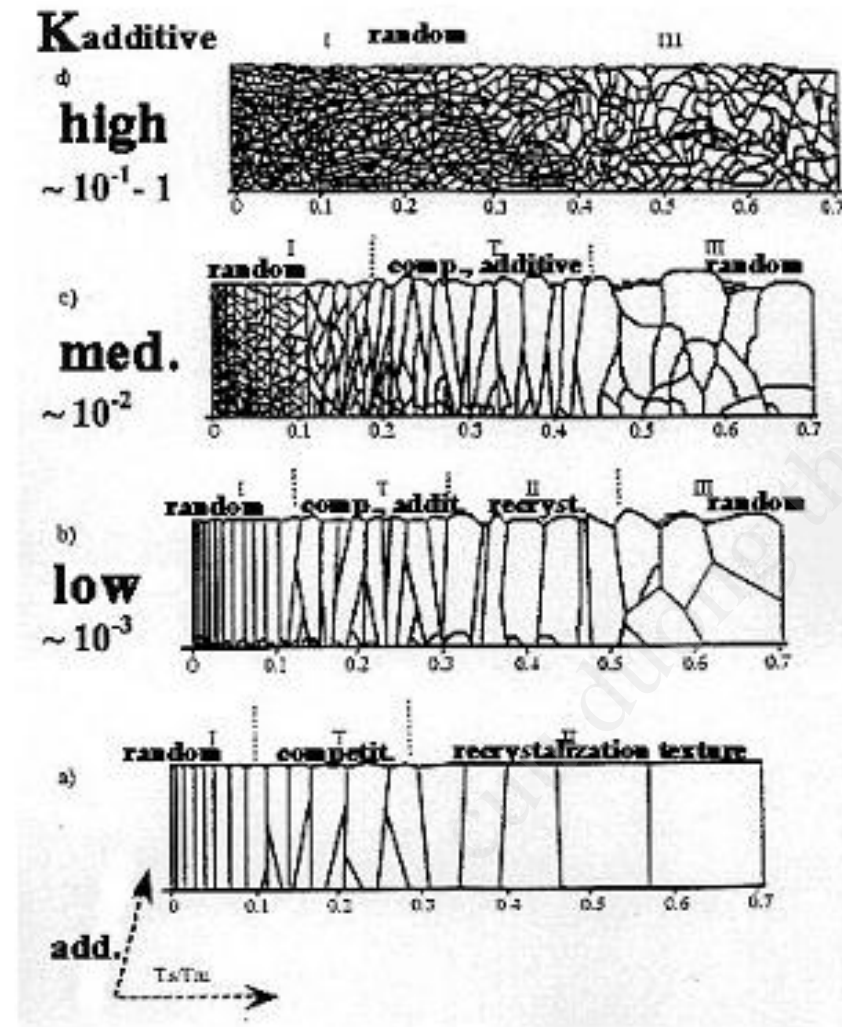 Kadditive
I random III
d)
high
~ 10-1 - 1
0 0.1 0.2 0.3 0.4 0.5 0.6 0.7
I T III
random comp., additive random
c)
med.
~ 10-2
0 0.1 0.2 0.3 0.4 0.5 0.6 0.7
I T II III
random comp., addit. recryst. random
b)
low
~ 10-3
0 0.1 0.2 0.3 0.4 0.5 0.6 0.7
I T II
random competit. recrystalization texture
a)
0 0.1 0.2 0.3 0.4 0.5 0.6 0.7
add.
Ts/Tm
cuu duong th